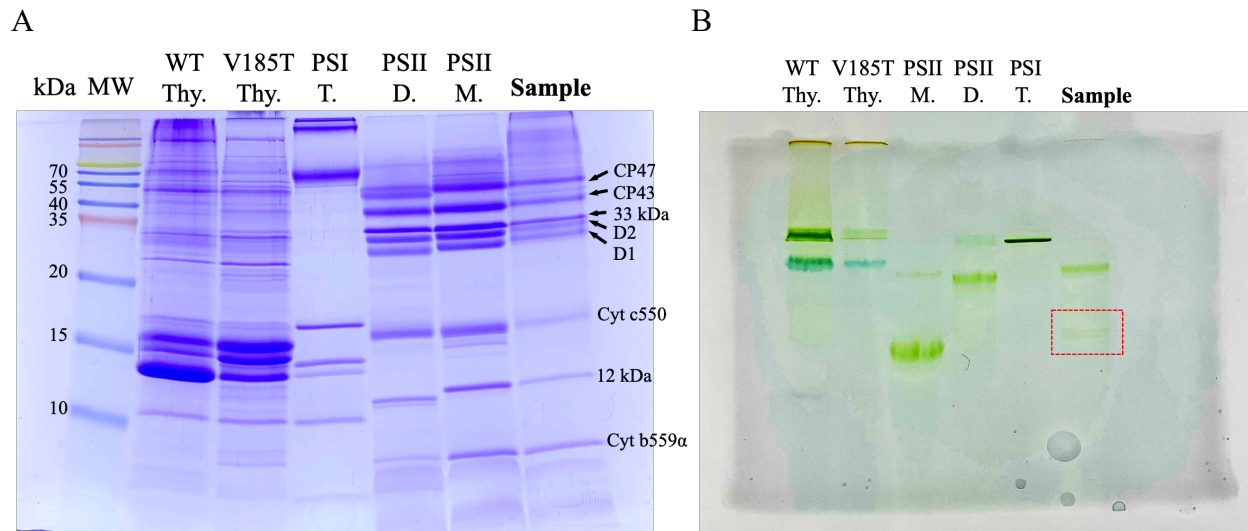 A
B
WT V185T PSI PSII PSII
kDa MW Thy. Thy. T. D. M. Sample
70
55
40
35
20
15
10
CP47
CP43
33 kDa
D2
D1
Cyt c550
12 kDa
Cyt b559α
WT V185T PSII PSII PSI
Thy. Thy. M. D. T. Sample